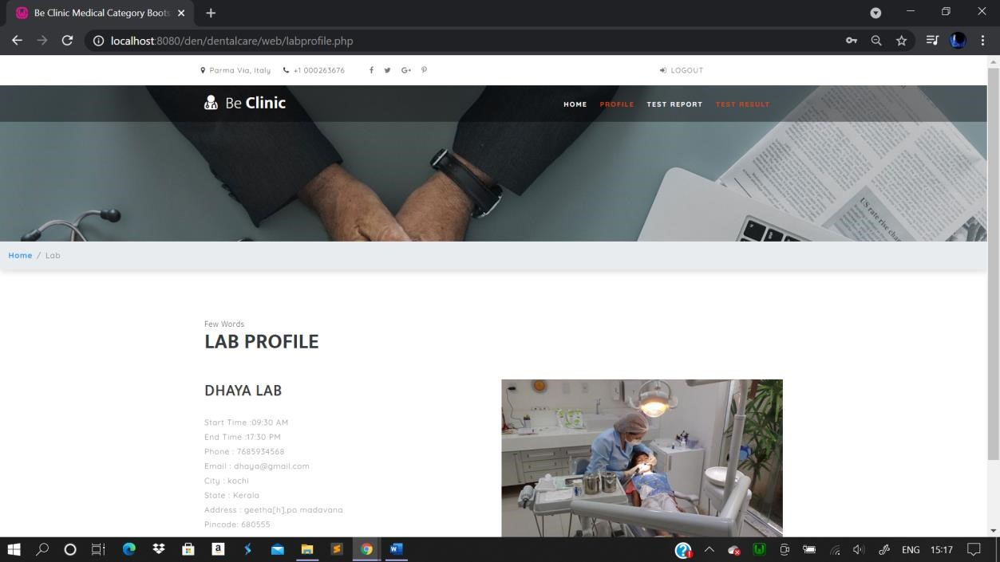 Be Clinic Medical Category Boots
localhost:8080/den/dentalcare/web/labprofile.php
Parma Via, Italy +1 000263676 LOGOUT
Be Clinic HOME PROFILE TEST REPORT TEST RESULT
US rate rise
Home / Lab
Few Words
LAB PROFILE
DHAYA LAB
Start Time :09:30 AM
End Time :17:30 PM
Phone : 7685934568
Email : dhaya@gmail.com
City : kochi
State : Kerala
Address : geetha[h],po madavana
Pincode: 680555
ENG 15:17